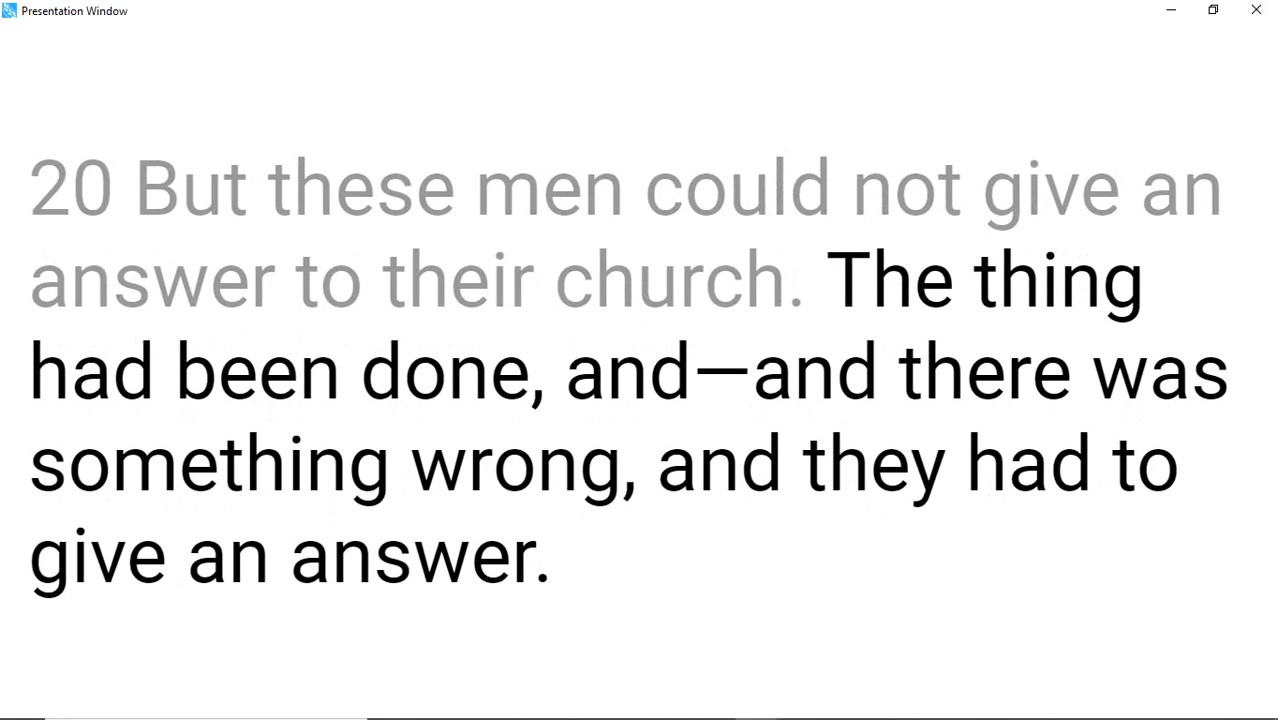 Presentation Window
20 But these men could not give an
answer to their church. The thing
had been done, and—and there was
something wrong, and they had to
give an answer.